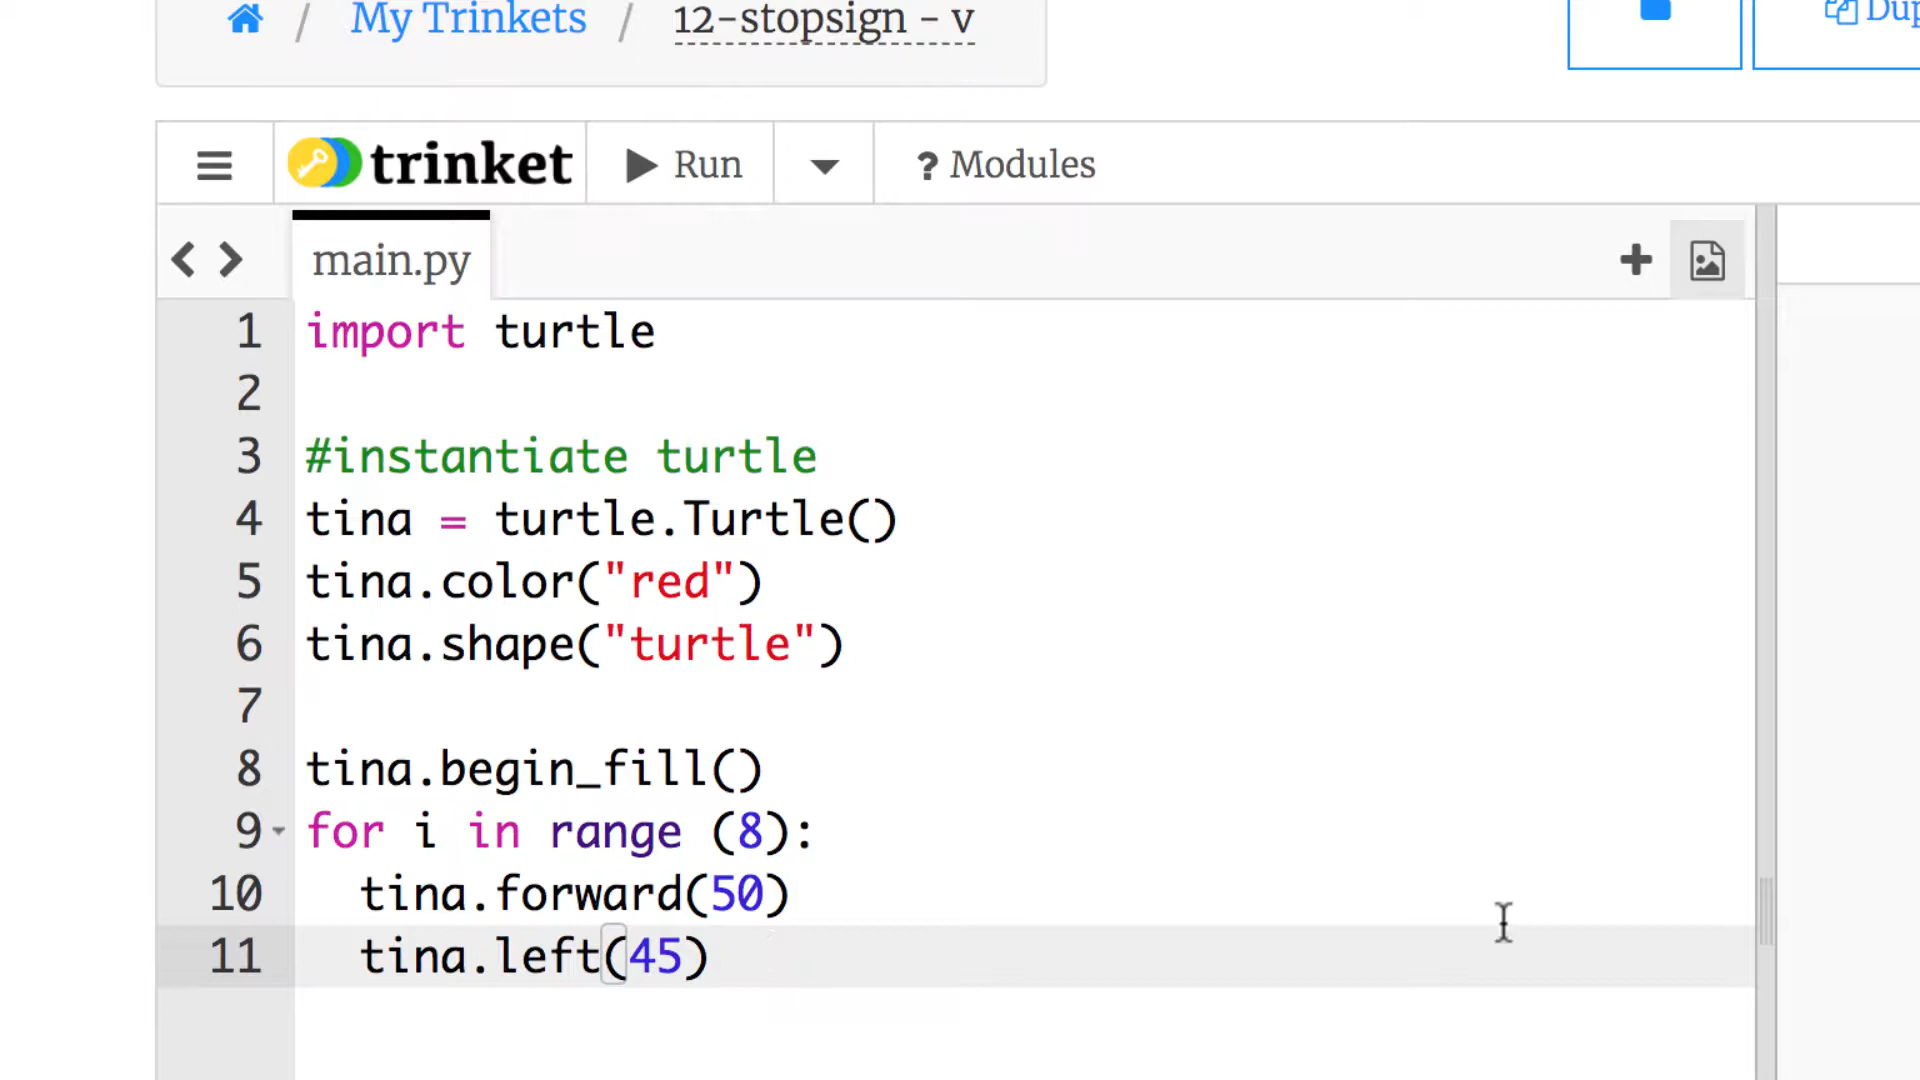 / My Trinkets / 12-stopsign - v
Dup
trinket Run ? Modules
main.py
1 import turtle
2
3 #instantiate turtle
4 tina = turtle.Turtle()
5 tina.color("red")
6 tina.shape("turtle")
7
8 tina.begin_fill()
9 for i in range (8):
10 tina.forward(50)
11 tina.left(45)